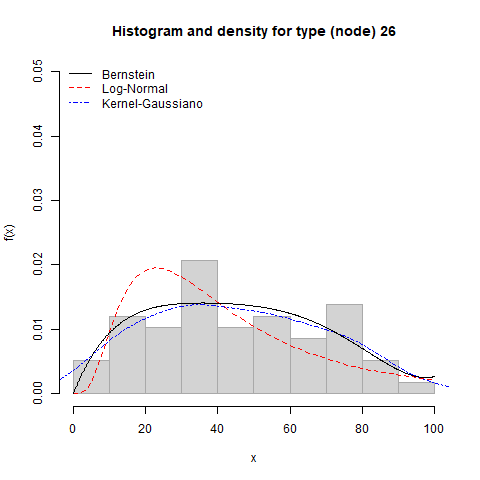 Histogram and density for type (node) 26
Bernstein
Log-Normal
Kernel-Gaussiano
f(x)
0.05
0.04
0.03
0.02
0.01
0.00
0 20 40 60 80 100
x